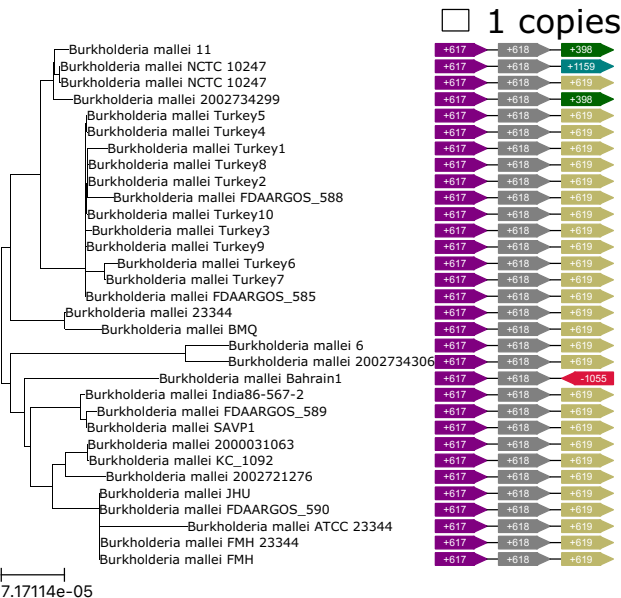 1 copies
Burkholderia mallei 11 +617 +618 +398
Burkholderia mallei NCTC 10247 +617 +618 +1159
Burkholderia mallei NCTC 10247 +617 +618 +619
Burkholderia mallei 2002734299 +617 +618 +398
Burkholderia mallei Turkey5 +617 +618 +619
Burkholderia mallei Turkey4 +617 +618 +619
Burkholderia mallei Turkey1 +617 +618 +619
Burkholderia mallei Turkey8 +617 +618 +619
Burkholderia mallei Turkey2 +617 +618 +619
Burkholderia mallei FDAARGOS_588 +617 +618 +619
Burkholderia mallei Turkey10 +617 +618 +619
Burkholderia mallei Turkey3 +617 +618 +619
Burkholderia mallei Turkey9 +617 +618 +619
Burkholderia mallei Turkey6 +617 +618 +619
Burkholderia mallei Turkey7 +617 +618 +619
Burkholderia mallei FDAARGOS_585 +617 +618 +619
Burkholderia mallei 23344 +617 +618 +619
Burkholderia mallei BMQ +617 +618 +619
Burkholderia mallei 6 +617 +618 +619
Burkholderia mallei 2002734306 +617 +618 +619
Burkholderia mallei Bahrain1 +617 +618 -1055
Burkholderia mallei India86-567-2 +617 +618 +619
Burkholderia mallei FDAARGOS_589 +617 +618 +619
Burkholderia mallei SAVP1 +617 +618 +619
Burkholderia mallei 2000031063 +617 +618 +619
Burkholderia mallei KC_1092 +617 +618 +619
Burkholderia mallei 2002721276 +617 +618 +619
Burkholderia mallei JHU +617 +618 +619
Burkholderia mallei FDAARGOS_590 +617 +618 +619
Burkholderia mallei ATCC 23344 +617 +618 +619
Burkholderia mallei FMH 23344 +617 +618 +619
Burkholderia mallei FMH +617 +618 +619
7.17114e-05